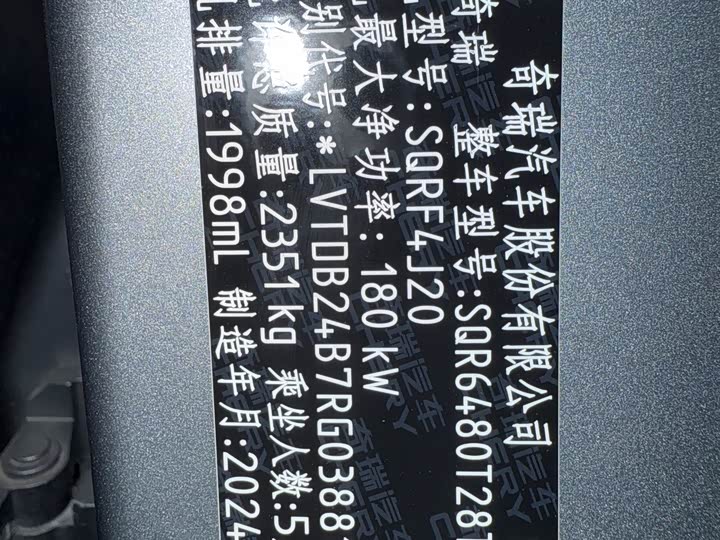 奇瑞汽车股份有限公司
奇瑞 整车型号:SQR6480T28T
型号:SQRF4J20
最大净功率:180kW
别代号:*LVTDB24B7RG0388
质量:2351kg 乘坐人数:5
排量:1998ml 制造年月:2024